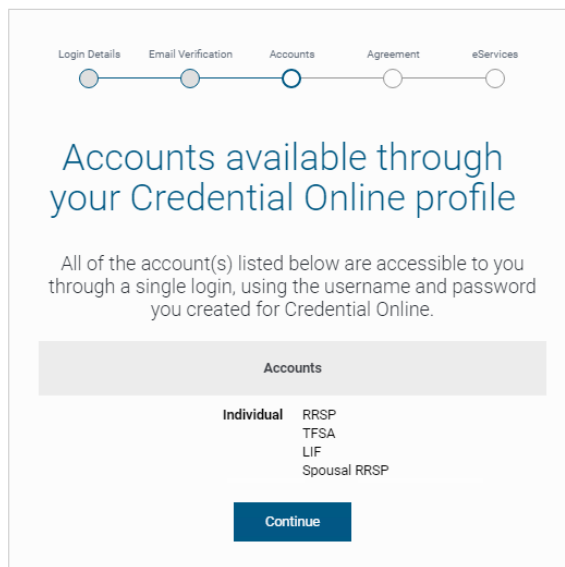 Login Details Email Verification Accounts Agreement eServices
Accounts available through
your Credential Online profile
All of the account(s) listed below are accessible to you
through a single login, using the username and password
you created for Credential Online.
Accounts
Individual RRSP
TFSA
LIF
Spousal RRSP
Continue